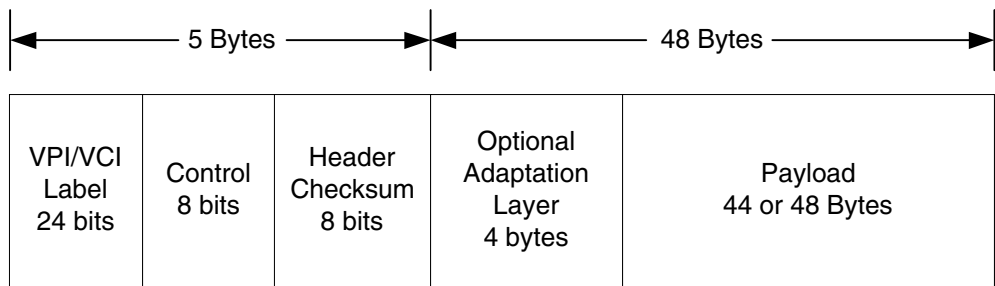 5 Bytes
48 Bytes
VPI/VCI
Label
24 bits
Control
8 bits
Header
Checksum
8 bits
Optional
Adaptation
Layer
4 bytes
Payload
44 or 48 Bytes